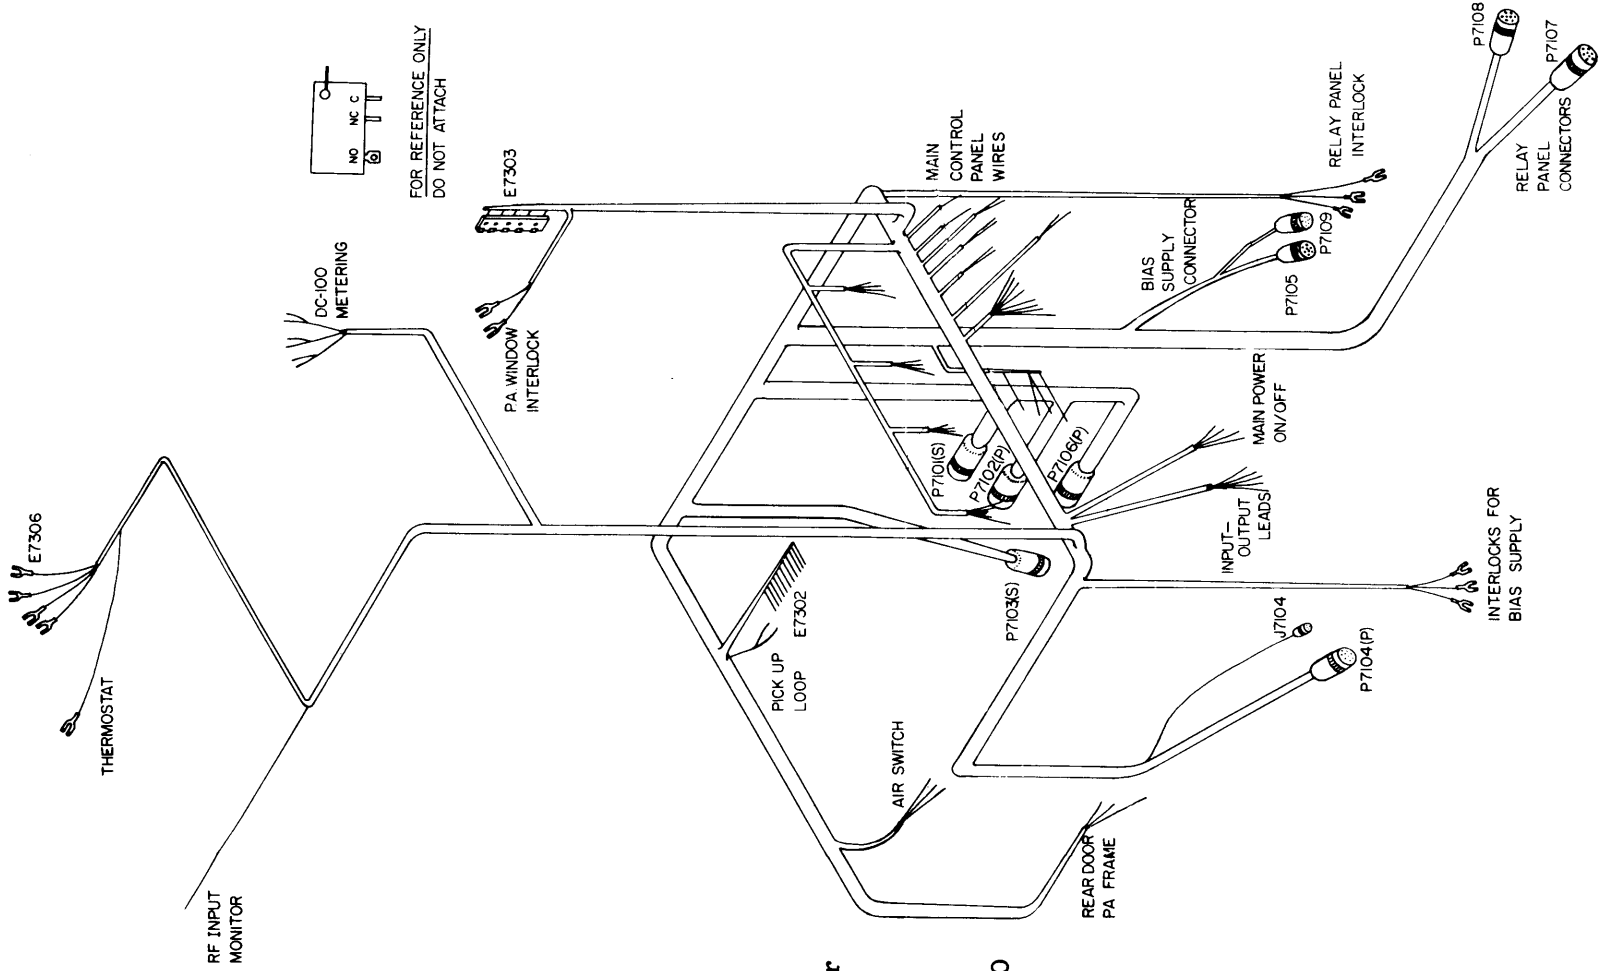 E7306
THERMOSTAT
RF INPUT
MONITOR
DC-100
METERING
NO
NC
C
FOR REFERENCE ONLY
DO NOT ATTACH
E7303
P.A. WINDOW
INTERLOCK
MAIN
CONTROL
PANEL
WIRES
RELAY PANEL
INTERLOCK
P7108
P7107
RELAY
PANEL
CONNECTORS
BIAS
SUPPLY
CONNECTOR
P7109
P7105
MAIN POWER
ON/OFF
P7101(S)
P7102(P)
P7106(P)
INPUT-
OUTPUT
LEADS
P7103(S)
E7302
PICK UP
LOOP
J7104
P7104(P)
INTERLOCKS FOR
BIAS SUPPLY
AIR SWITCH
REAR DOOR
PA FRAME